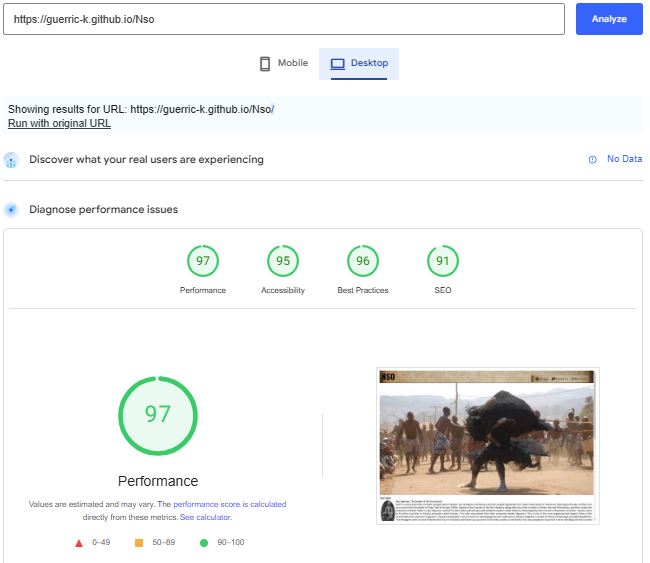 https://guerric-k.github.io/Nso
Analyze
Mobile
Desktop
Showing results for URL: https://guerric-k.github.io/Nso/
Run with original URL
Discover what your real users are experiencing
No Data
Diagnose performance issues
97
95
96
91
Performance
Accessibility
Best Practices
SEO
97
NSO
Performance
Values are estimated and may vary. The performance score is calculated
directly from these metrics. See calculator.
0–49
50–89
90–100